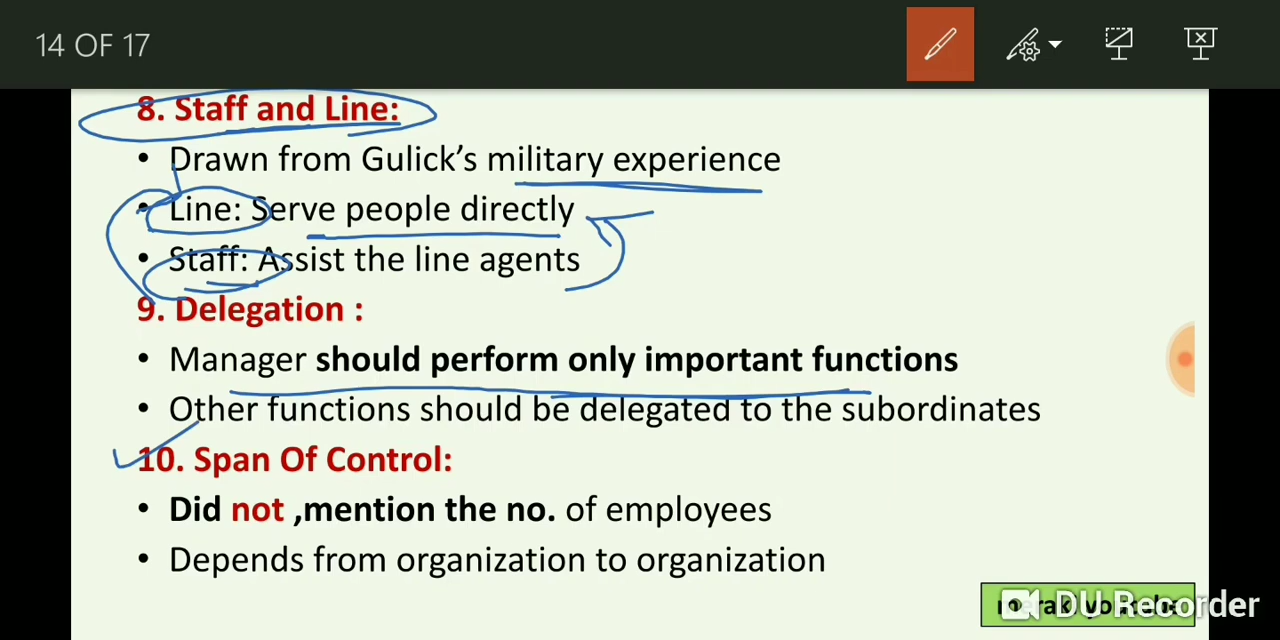 14 OF 17
8. Staff and Line:
• Drawn from Gulick’s military experience
• Line: Serve people directly
• Staff: Assist the line agents
9. Delegation :
• Manager should perform only important functions
• Other functions should be delegated to the subordinates
10. Span Of Control:
• Did not ,mention the no. of employees
• Depends from organization to organization
DU Recorder